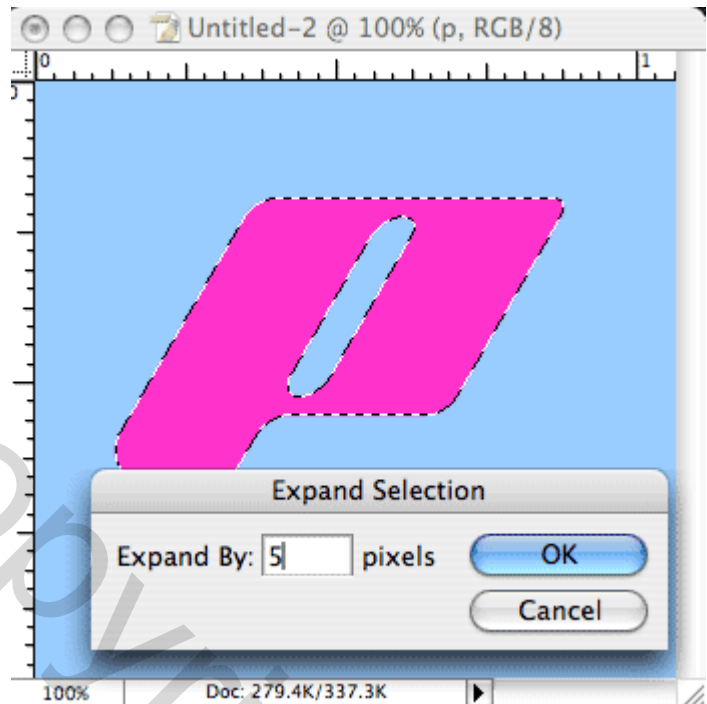 Untitled-2 @ 100% (p, RGB/8)
0 1
Expand Selection
Expand By: 5 pixels OK
Cancel
100% Doc: 279.4K/337.3K